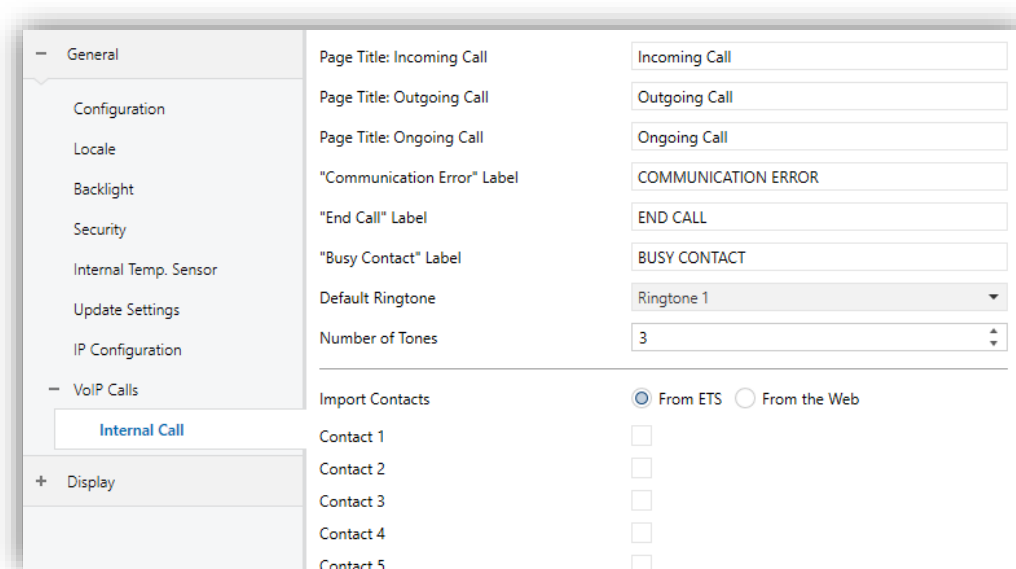 General
Configuration
Locale
Backlight
Security
Internal Temp. Sensor
Update Settings
IP Configuration
VoIP Calls
Internal Call
Display
Page Title: Incoming Call Incoming Call
Page Title: Outgoing Call Outgoing Call
Page Title: Ongoing Call Ongoing Call
"Communication Error" Label COMMUNICATION ERROR
"End Call" Label END CALL
"Busy Contact" Label BUSY CONTACT
Default Ringtone Ringtone 1
Number of Tones 3
Import Contacts From ETS From the Web
Contact 1
Contact 2
Contact 3
Contact 4
Contact 5